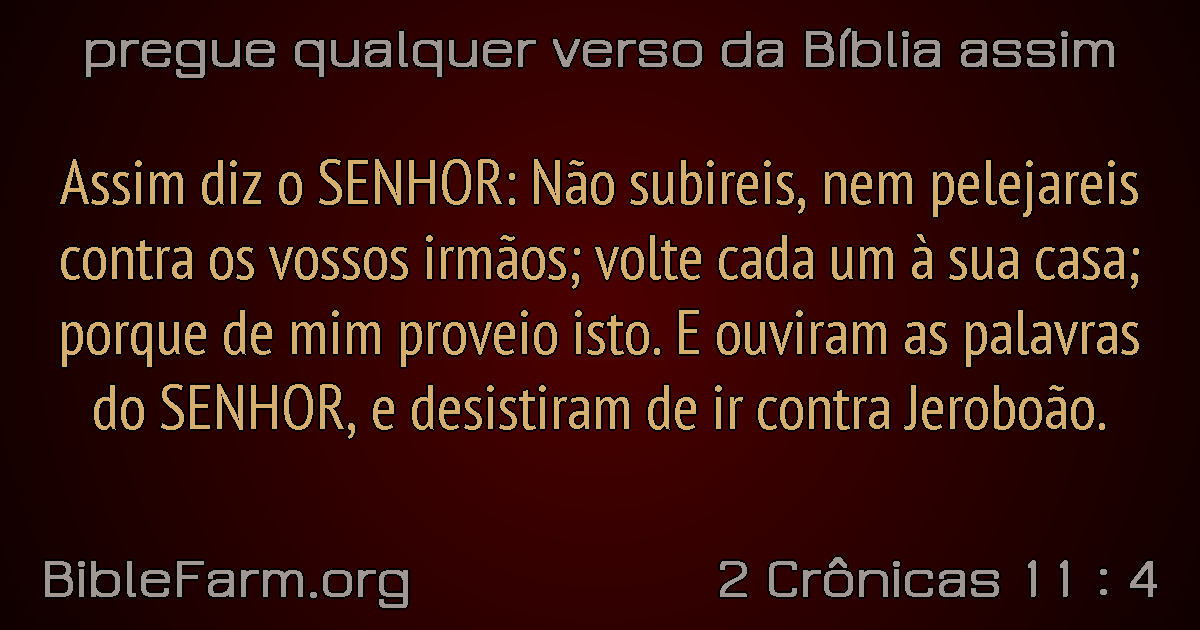 pregue qualquer verso da Bíblia assim
Assim diz o SENHOR: Não subireis, nem pelejareis
contra os vossos irmãos; volte cada um à sua casa;
porque de mim proveio isto. E ouviram as palavras
do SENHOR, e desistiram de ir contra Jeroboão.
BibleFarm.org
2 Crônicas 11 : 4